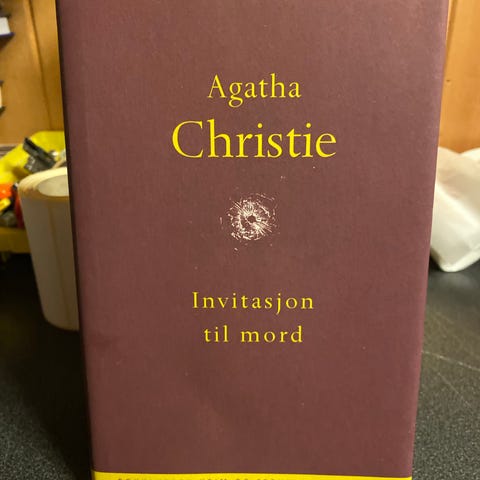 Agatha
Christie
Invitasjon
til mord